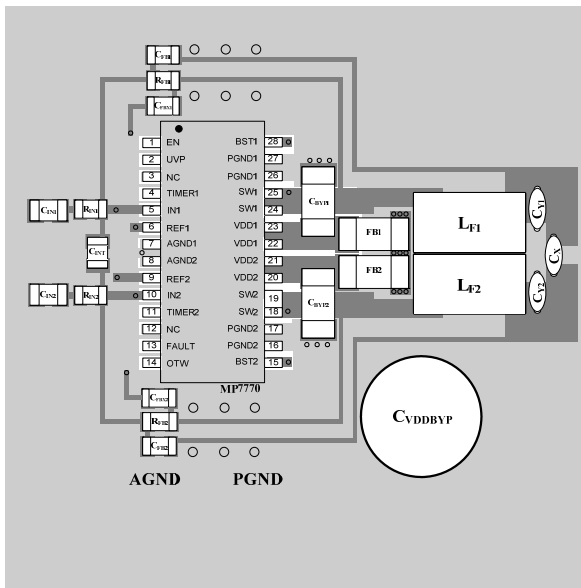 CFB1
RFB1
CFBX1
1 EN BST1 28
2 UVP PGND1 27
3 NC PGND1 26
4 TIMER1 SW1 25
5 IN1 SW1 24
6 REF1 VDD1 23
7 AGND1 VDD1 22
8 AGND2 VDD2 21
9 REF2 VDD2 20
10 IN2 SW2 19
11 TIMER2 SW2 18
12 NC PGND2 17
13 FAULT PGND2 16
14 OTW BST2 15
MP7770
CIN1
RIN1
CINT
CIN2
RIN2
CBYP1
FB1
FB2
CBYP2
LF1
LF2
CY1
CX
CY2
CFBX2
RFB2
CFB2
CVDDBYP
AGND PGND